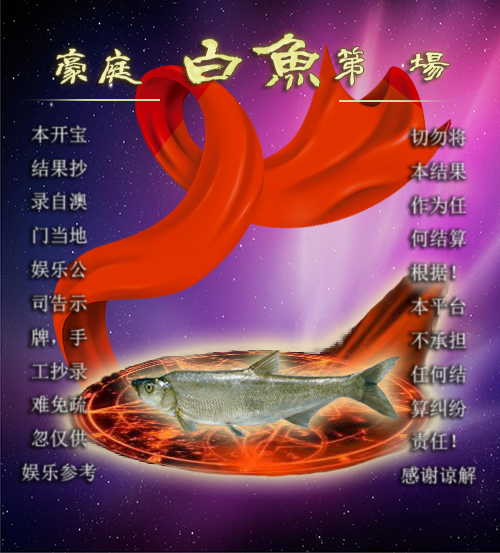 豪庭 白魚 第 場
本开宝
结果抄
录自澳
门当地
娱乐公
司告示
牌，手
工抄录
难免疏
忽仅供
娱乐参考
切勿将
本结果
作为任
何结算
根据！
本平台
不承担
任何结
算纠纷
责任！
感谢谅解